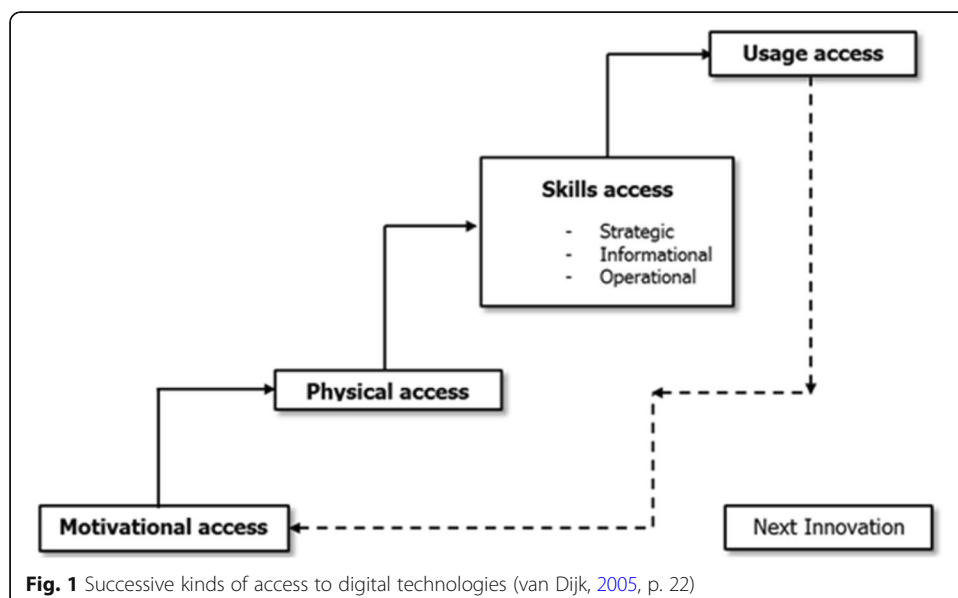 Usage access
Skills access
- Strategic
- Informational
- Operational
Physical access
Motivational access
Next Innovation
Fig. 1 Successive kinds of access to digital technologies (van Dijk, 2005, p. 22)